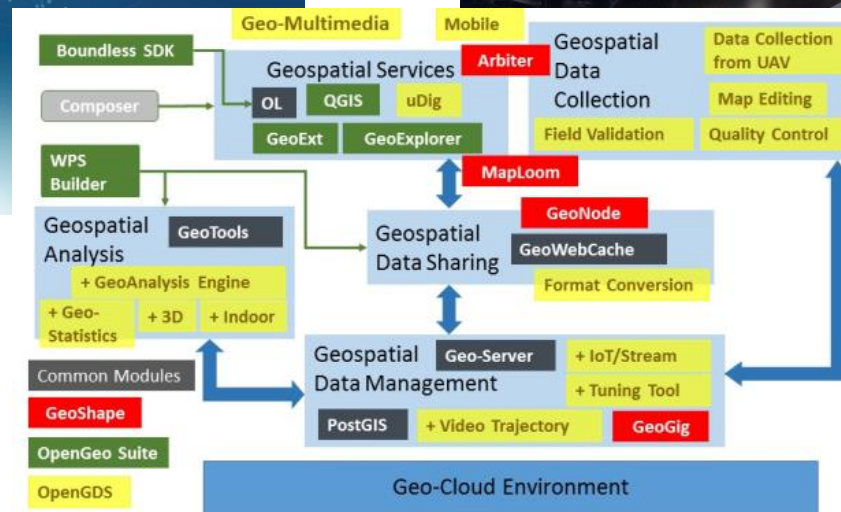 Geo-Multimedia
Mobile
Boundless SDK
Geospatial Services
Arbiter
Geospatial
Data
Collection
Data Collection
from UAV
Composer
OL
QGIS
uDig
Map Editing
GeoExt
GeoExplorer
Field Validation
Quality Control
WPS
Builder
MapLoom
Geospatial
Analysis
GeoTools
GeoNode
Geospatial
Data Sharing
GeoWebCache
+ GeoAnalysis Engine
Format Conversion
+ Geo-
Statistics
+ 3D
+ Indoor
Geospatial
Data Management
Geo-Server
+ IoT/Stream
+ Tuning Tool
PostGIS
+ Video Trajectory
GeoGig
Common Modules
GeoShape
OpenGeo Suite
OpenGDS
Geo-Cloud Environment